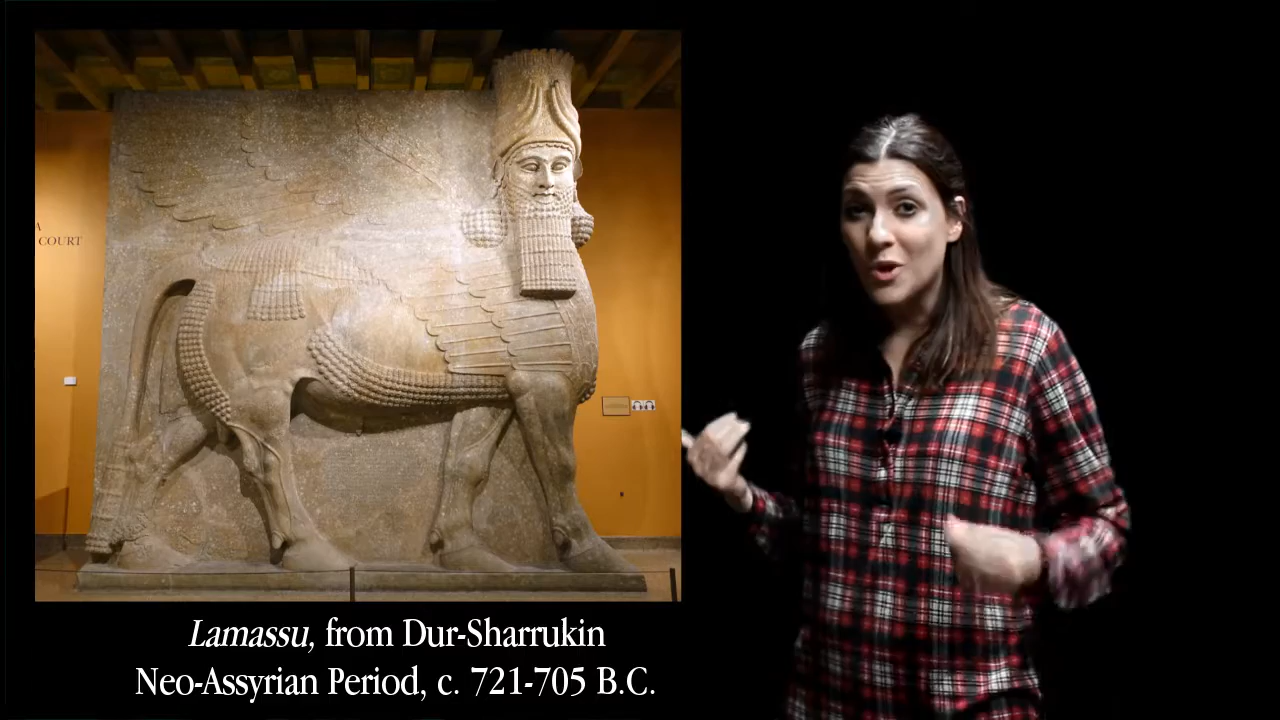 A
COURT
Lamassu, from Dur-Sharrukin
Neo-Assyrian Period, c. 721-705 B.C.